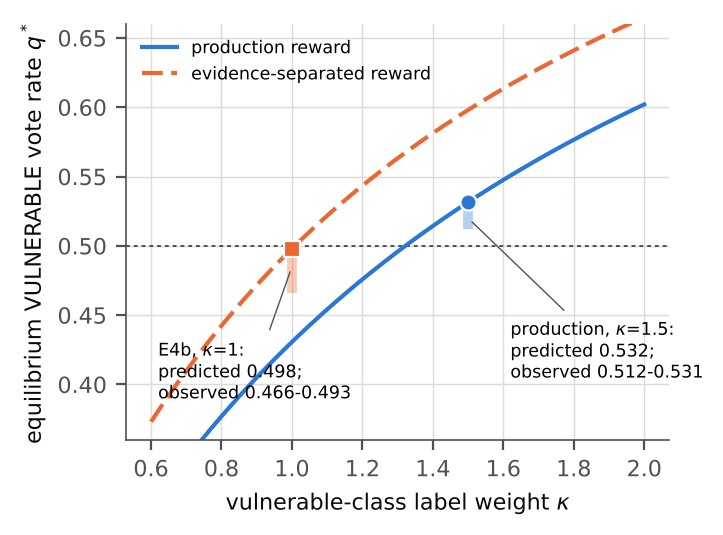 equilibrium VULNERABLE vote rate q*
0.65
0.60
0.55
0.50
0.45
0.40
production reward
evidence-separated reward
E4b, κ=1:
predicted 0.498;
observed 0.466-0.493
production, κ=1.5:
predicted 0.532;
observed 0.512-0.531
0.6 0.8 1.0 1.2 1.4 1.6 1.8 2.0
vulnerable-class label weight κ